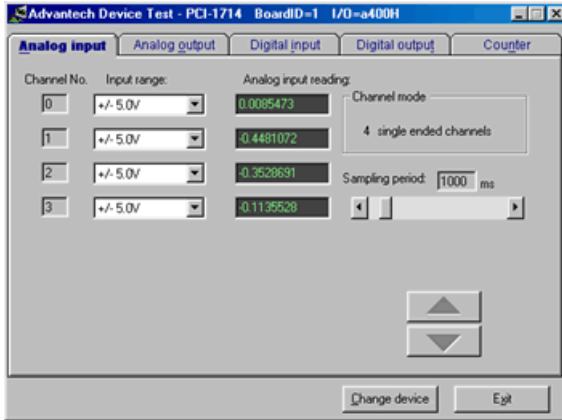 Advantech Device Test - PCI-1714 BoardID=1 I/O=a400H
Analog input Analog output Digital input Digital output Counter
Channel No. Input range: Analog input reading:
Channel mode
0 +/- 5.0V 0.0085473
4 single ended channels
1 +/- 5.0V -0.4481072
2 +/- 5.0V -0.3528691
Sampling period: 1000 ms
3 +/- 5.0V -0.1135528
Change device Exit